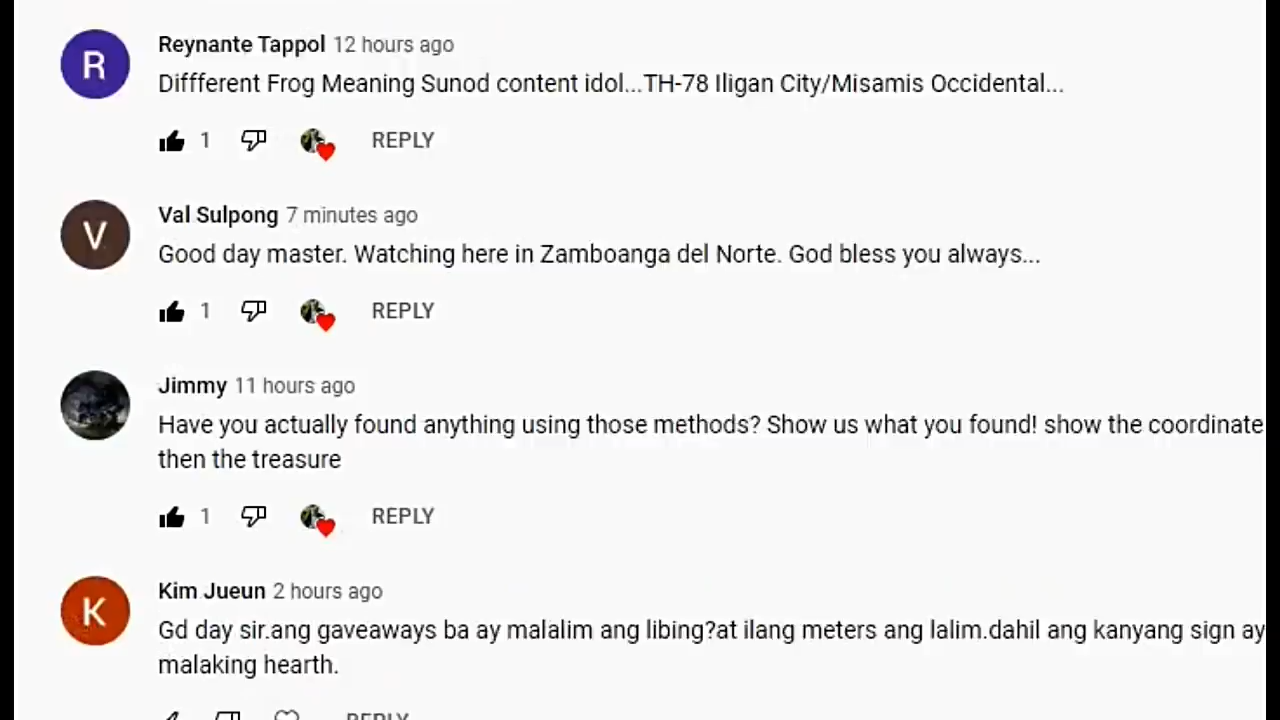 R
Reynante Tappol 12 hours ago
Diffferent Frog Meaning Sunod content idol...TH-78 Iligan City/Misamis Occidental...
1 REPLY
V
Val Sulpong 7 minutes ago
Good day master. Watching here in Zamboanga del Norte. God bless you always...
1 REPLY
Jimmy 11 hours ago
Have you actually found anything using those methods? Show us what you found! show the coordinate
then the treasure
1 REPLY
K
Kim Jueun 2 hours ago
Gd day sir.ang gaveaways ba ay malalim ang libing?at ilang meters ang lalim.dahil ang kanyang sign ay
malaking hearth.
REPLY